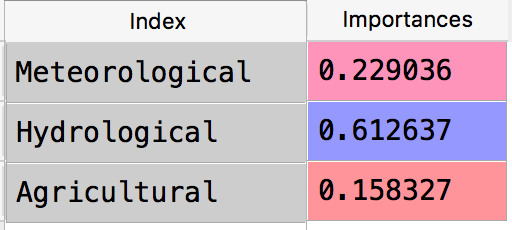 Index Importances
Meteorological 0.229036
Hydrological 0.612637
Agricultural 0.158327